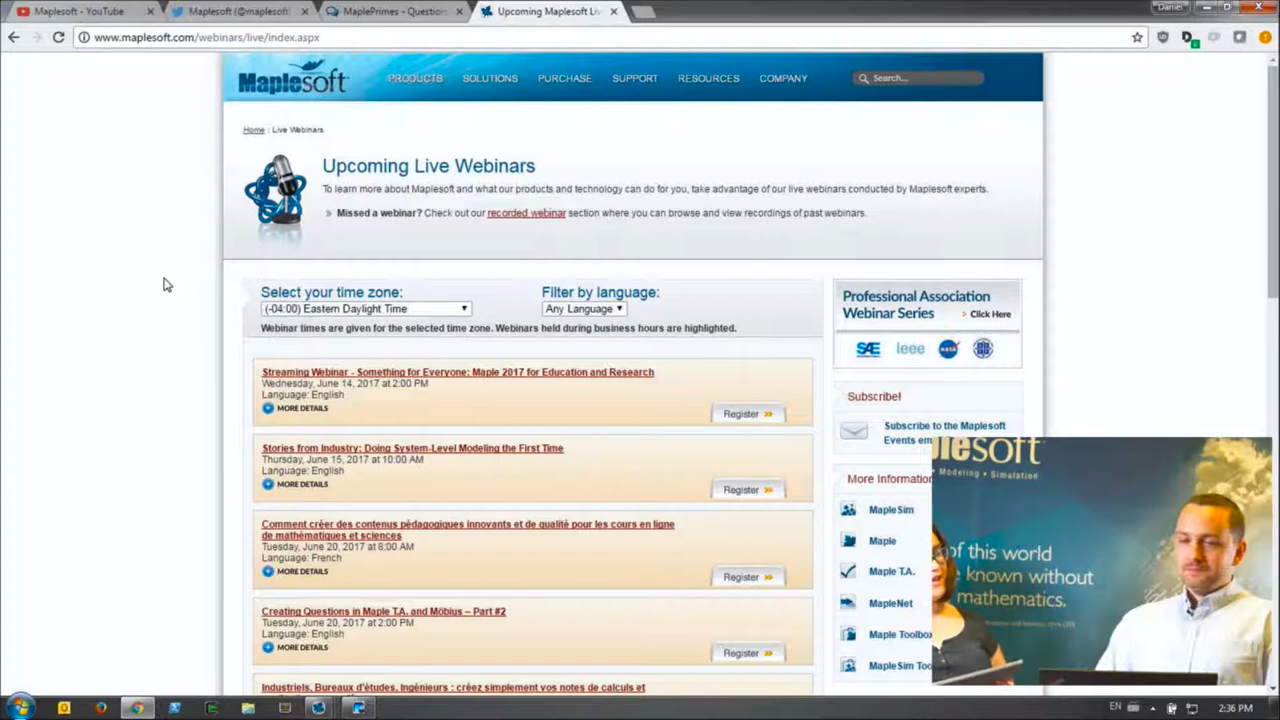 Maplesoft - YouTube
Maplesoft (@maplesoft
MaplePrimes - Question
Upcoming Maplesoft Liv
Daniel
www.maplesoft.com/webinars/live/index.aspx
Maplesoft
PRODUCTS SOLUTIONS PURCHASE SUPPORT RESOURCES COMPANY
Search...
Home : Live Webinars
Upcoming Live Webinars
To learn more about Maplesoft and what our products and technology can do for you, take advantage of our live webinars conducted by Maplesoft experts.
» Missed a webinar? Check out our recorded webinar section where you can browse and view recordings of past webinars.
Select your time zone:
(-04:00) Eastern Daylight Time
Filter by language:
Any Language
Webinar times are given for the selected time zone. Webinars held during business hours are highlighted.
Streaming Webinar - Something for Everyone: Maple 2017 for Education and Research
Wednesday, June 14, 2017 at 2:00 PM
Language: English
MORE DETAILS
Register
Stories from Industry: Doing System-Level Modeling the First Time
Thursday, June 15, 2017 at 10:00 AM
Language: English
MORE DETAILS
Register
Comment créer des contenus pédagogiques innovants et de qualité pour les cours en ligne
de mathématiques et sciences
Tuesday, June 20, 2017 at 8:00 AM
Language: French
MORE DETAILS
Register
Creating Questions in Maple T.A. and Möbius – Part #2
Tuesday, June 20, 2017 at 2:00 PM
Language: English
MORE DETAILS
Register
Industriels, Bureaux d'études, Ingénieurs : créez simplement vos notes de calculs et
Professional Association
Webinar Series
Click Here
SAE ieee NASA
Subscribe!
Subscribe to the Maplesoft
Events em
More Information
MapleSim
Maple
Maple T.A.
MapleNet
Maple Toolbo
MapleSim Too
plesoft
• Modeling • Simulation
of this world
e known without
mathematics.
EN
2:36 PM